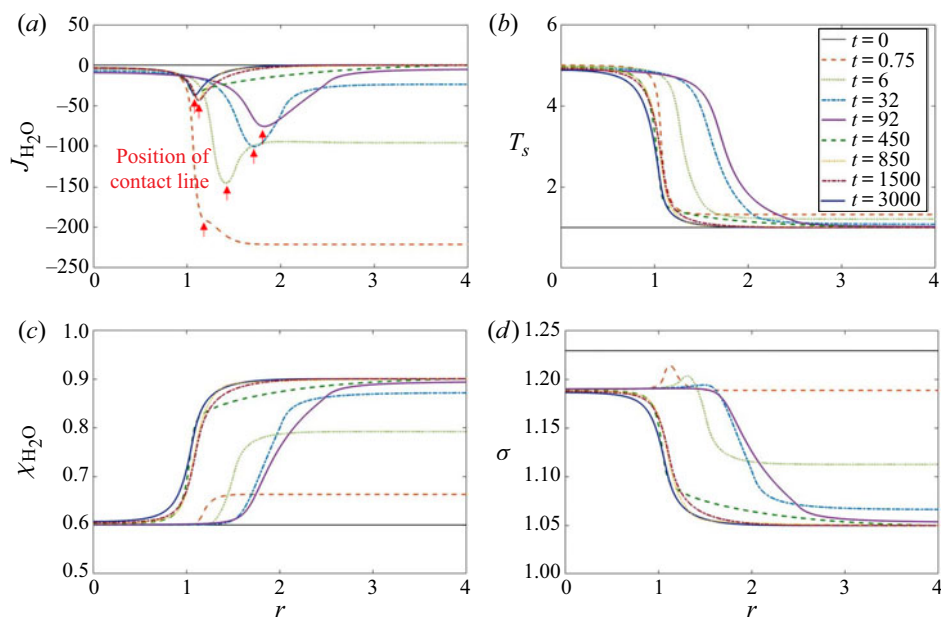 (a)
50
0
−50
−100
−150
−200
−250
J_H2O
Position of
contact line
0
1
2
3
4
(b)
6
4
2
T_s
0
1
2
3
4
t = 0
t = 0.75
t = 6
t = 32
t = 92
t = 450
t = 850
t = 1500
t = 3000
(c)
1.0
0.9
0.8
0.7
0.6
0.5
χ_H2O
0
1
2
3
4
r
(d)
1.25
1.20
1.15
1.10
1.05
1.00
σ
0
1
2
3
4
r